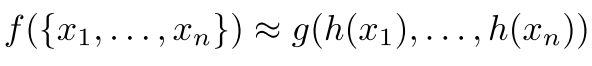 f({x₁, . . . , xₙ}) ≈ g(h(x₁), . . . , h(xₙ))